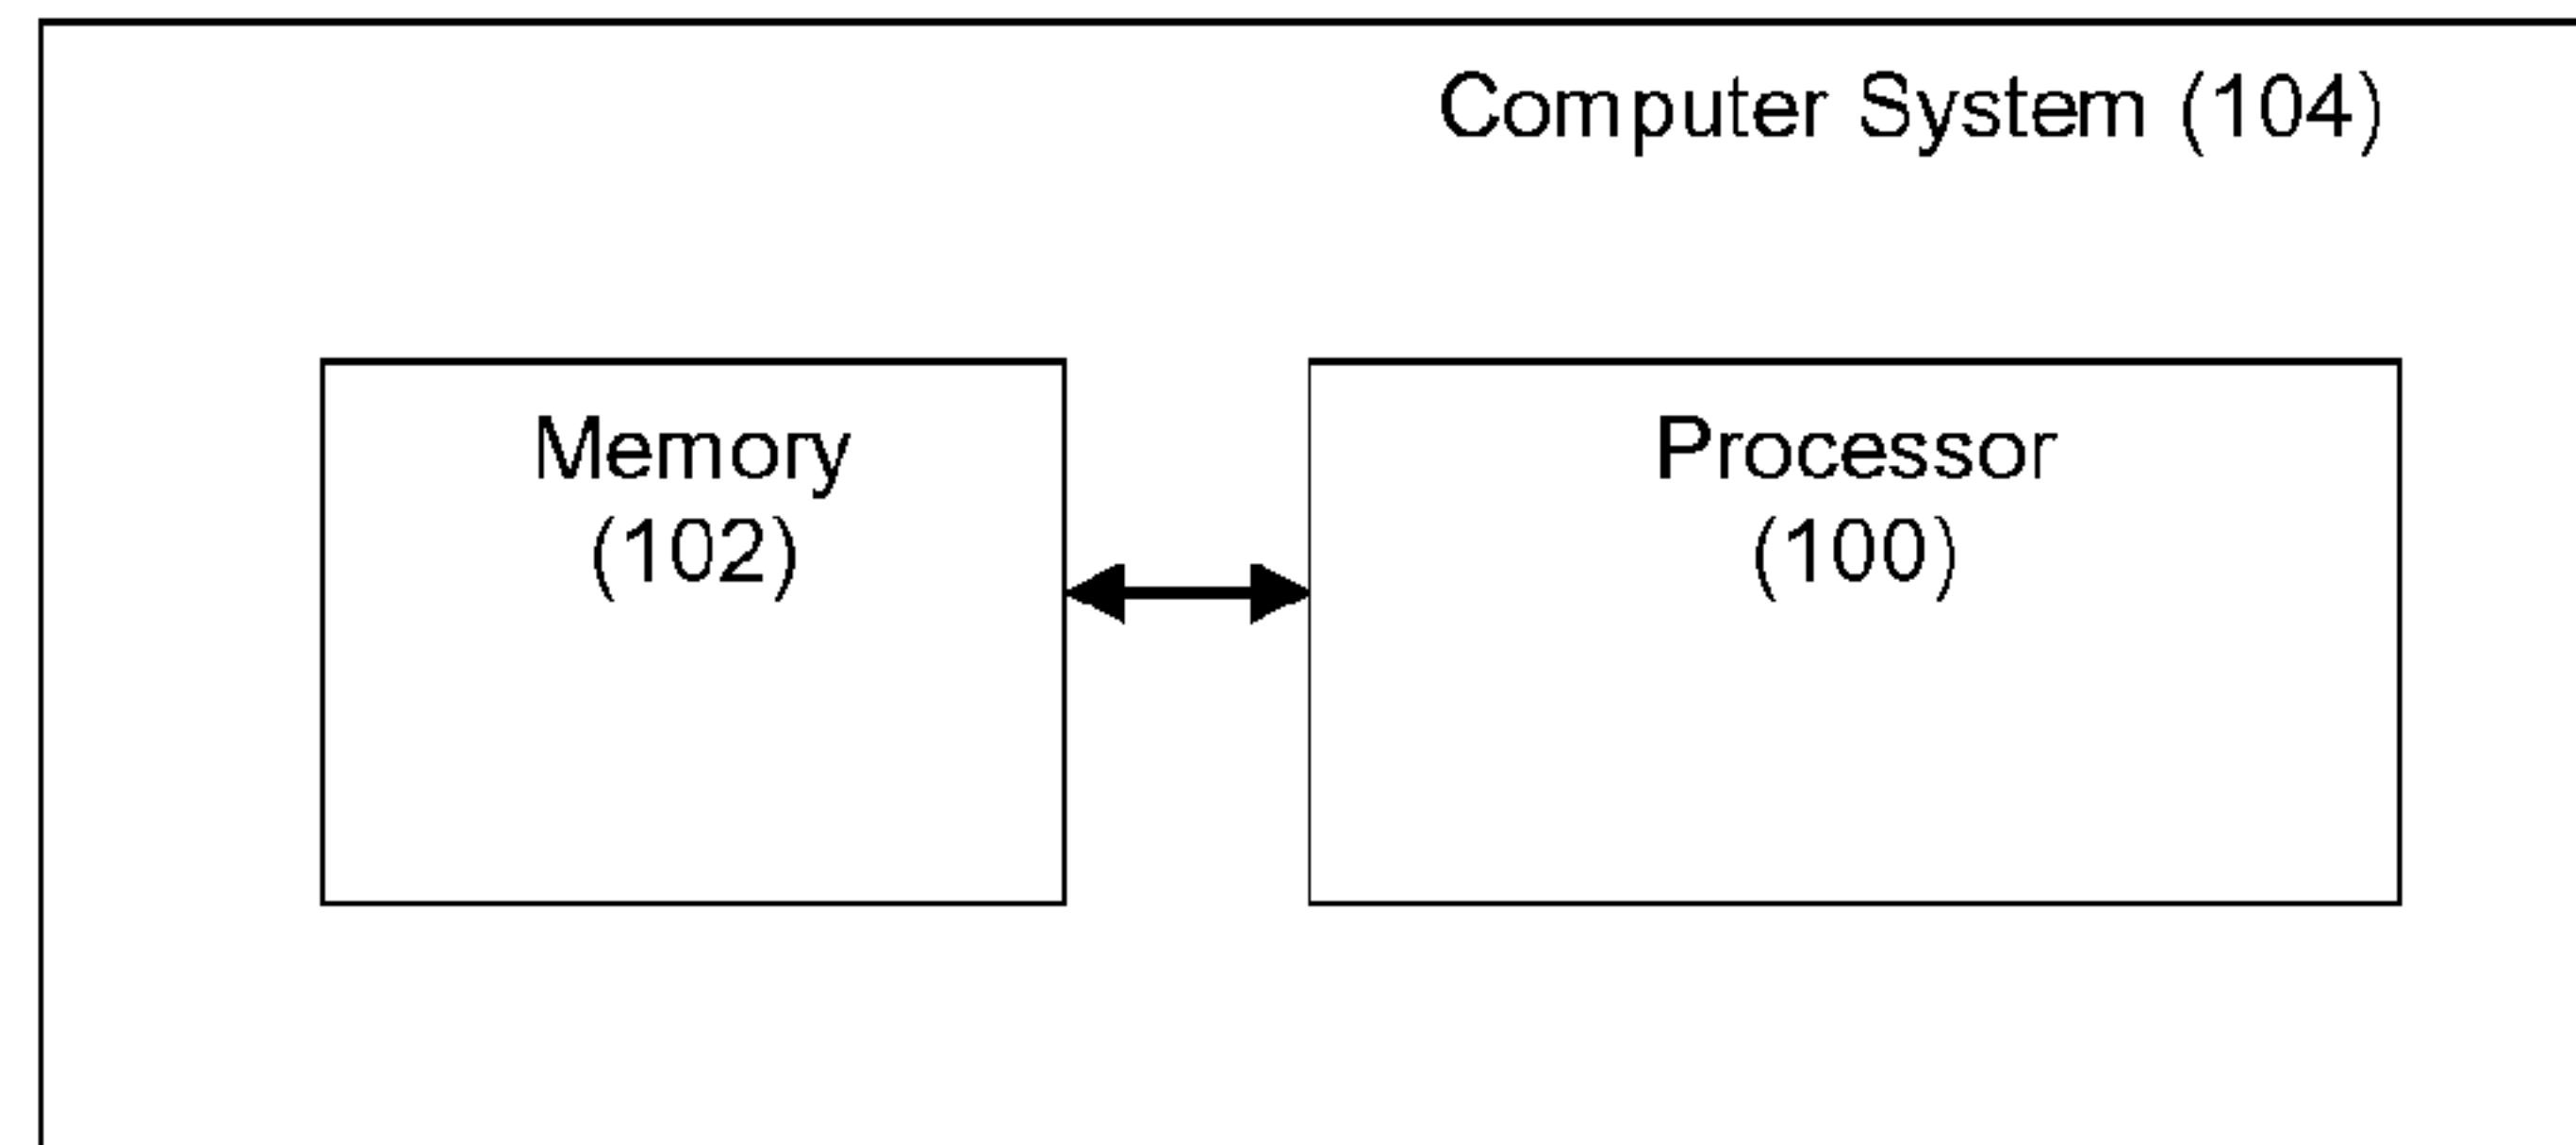 Computer System (104)
Memory
(102)
Processor
(100)